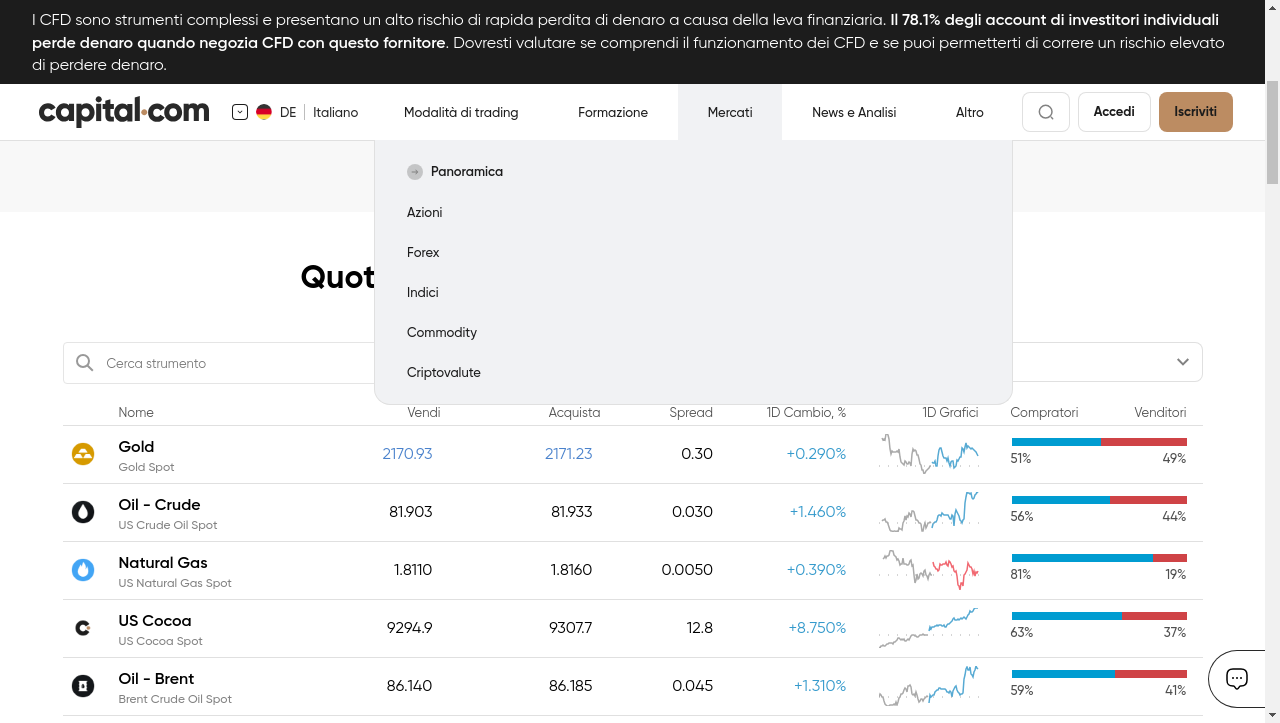 I CFD sono strumenti complessi e presentano un alto rischio di rapida perdita di denaro a causa della leva finanziaria. Il 78.1% degli account di investitori individuali
perde denaro quando negozia CFD con questo fornitore. Dovresti valutare se comprendi il funzionamento dei CFD e se puoi permetterti di correre un rischio elevato
di perdere denaro.
capital.com DE Italiano Modalità di trading Formazione Mercati News e Analisi Altro Accedi Iscriviti
Panoramica
Azioni
Forex
Quot
Indici
Commodity
Cerca strumento
Criptovalute
Nome Vendi Acquista Spread 1D Cambio, % 1D Grafici Compratori Venditori
Gold 2170.93 2171.23 0.30 +0.290%
Gold Spot 51% 49%
Oil - Crude 81.903 81.933 0.030 +1.460%
US Crude Oil Spot 56% 44%
Natural Gas 1.8110 1.8160 0.0050 +0.390%
US Natural Gas Spot 81% 19%
US Cocoa 9294.9 9307.7 12.8 +8.750%
US Cocoa Spot 63% 37%
Oil - Brent 86.140 86.185 0.045 +1.310%
Brent Crude Oil Spot 59% 41%